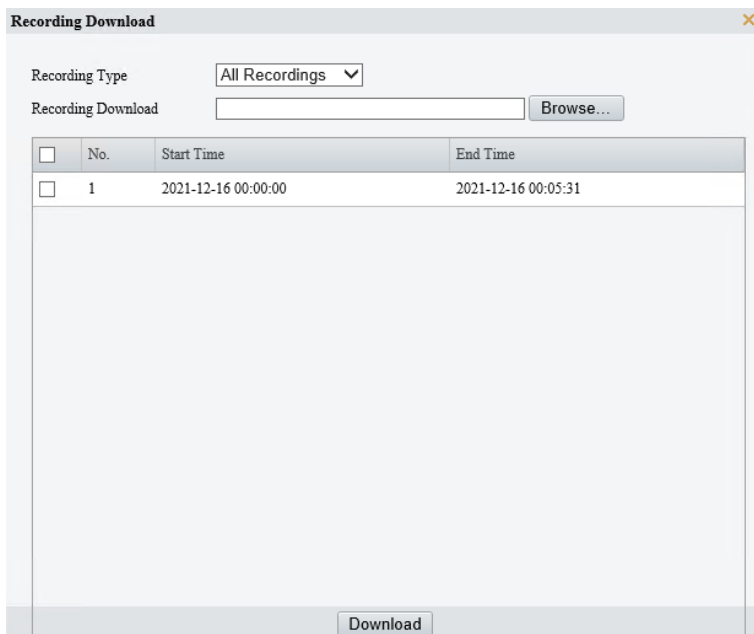 Recording Download
Recording Type All Recordings
Recording Download Browse...
No. Start Time End Time
1 2021-12-16 00:00:00 2021-12-16 00:05:31
Download